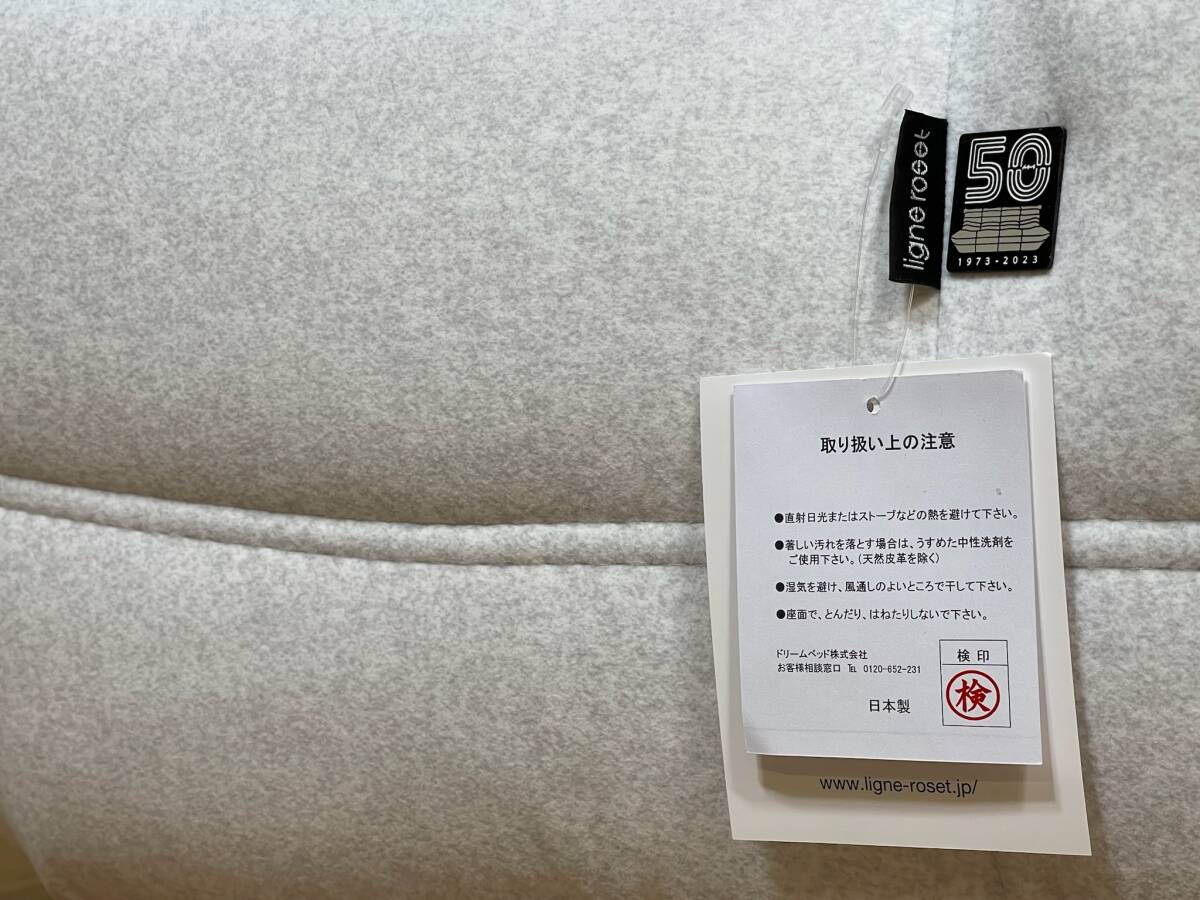 ligne roset
50
1973-2023
取り扱い上の注意
●直射日光またはストーブなどの熱を避けて下さい。
●著しい汚れを落とす場合は、うすめた中性洗剤を
ご使用下さい。(天然皮革を除く)
●湿気を避け、風通しのよいところで干して下さい。
●座面で、とんだり、はねたりしないで下さい。
ドリームベッド株式会社
お客様相談窓口 ℡ 0120-652-231
検印
検
日本製
www.ligne-roset.jp/